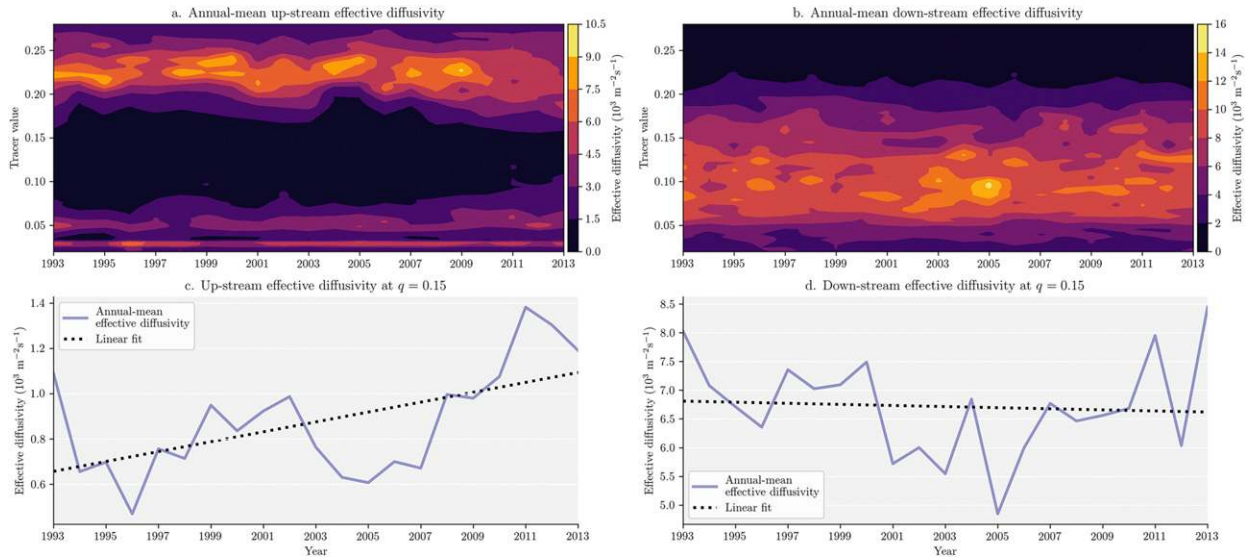 a. Annual-mean up-stream effective diffusivity
Tracer value
0.25
0.20
0.15
0.10
0.05
1993 1995 1997 1999 2001 2003 2005 2007 2009 2011 2013
10.5
9.0
7.5
6.0
4.5
3.0
1.5
0.0
Effective diffusivity (10³ m⁻²s⁻¹)
b. Annual-mean down-stream effective diffusivity
Tracer value
0.25
0.20
0.15
0.10
0.05
1993 1995 1997 1999 2001 2003 2005 2007 2009 2011 2013
16
14
12
10
8
6
4
2
0
Effective diffusivity (10³ m⁻²s⁻¹)
c. Up-stream effective diffusivity at q = 0.15
Effective diffusivity (10³ m⁻²s⁻¹)
1.4
1.2
1.0
0.8
0.6
Annual-mean
effective diffusivity
Linear fit
1993 1995 1997 1999 2001 2003 2005 2007 2009 2011 2013
Year
d. Down-stream effective diffusivity at q = 0.15
Effective diffusivity (10³ m⁻²s⁻¹)
8.5
8.0
7.5
7.0
6.5
6.0
5.5
5.0
Annual-mean
effective diffusivity
Linear fit
1993 1995 1997 1999 2001 2003 2005 2007 2009 2011 2013
Year